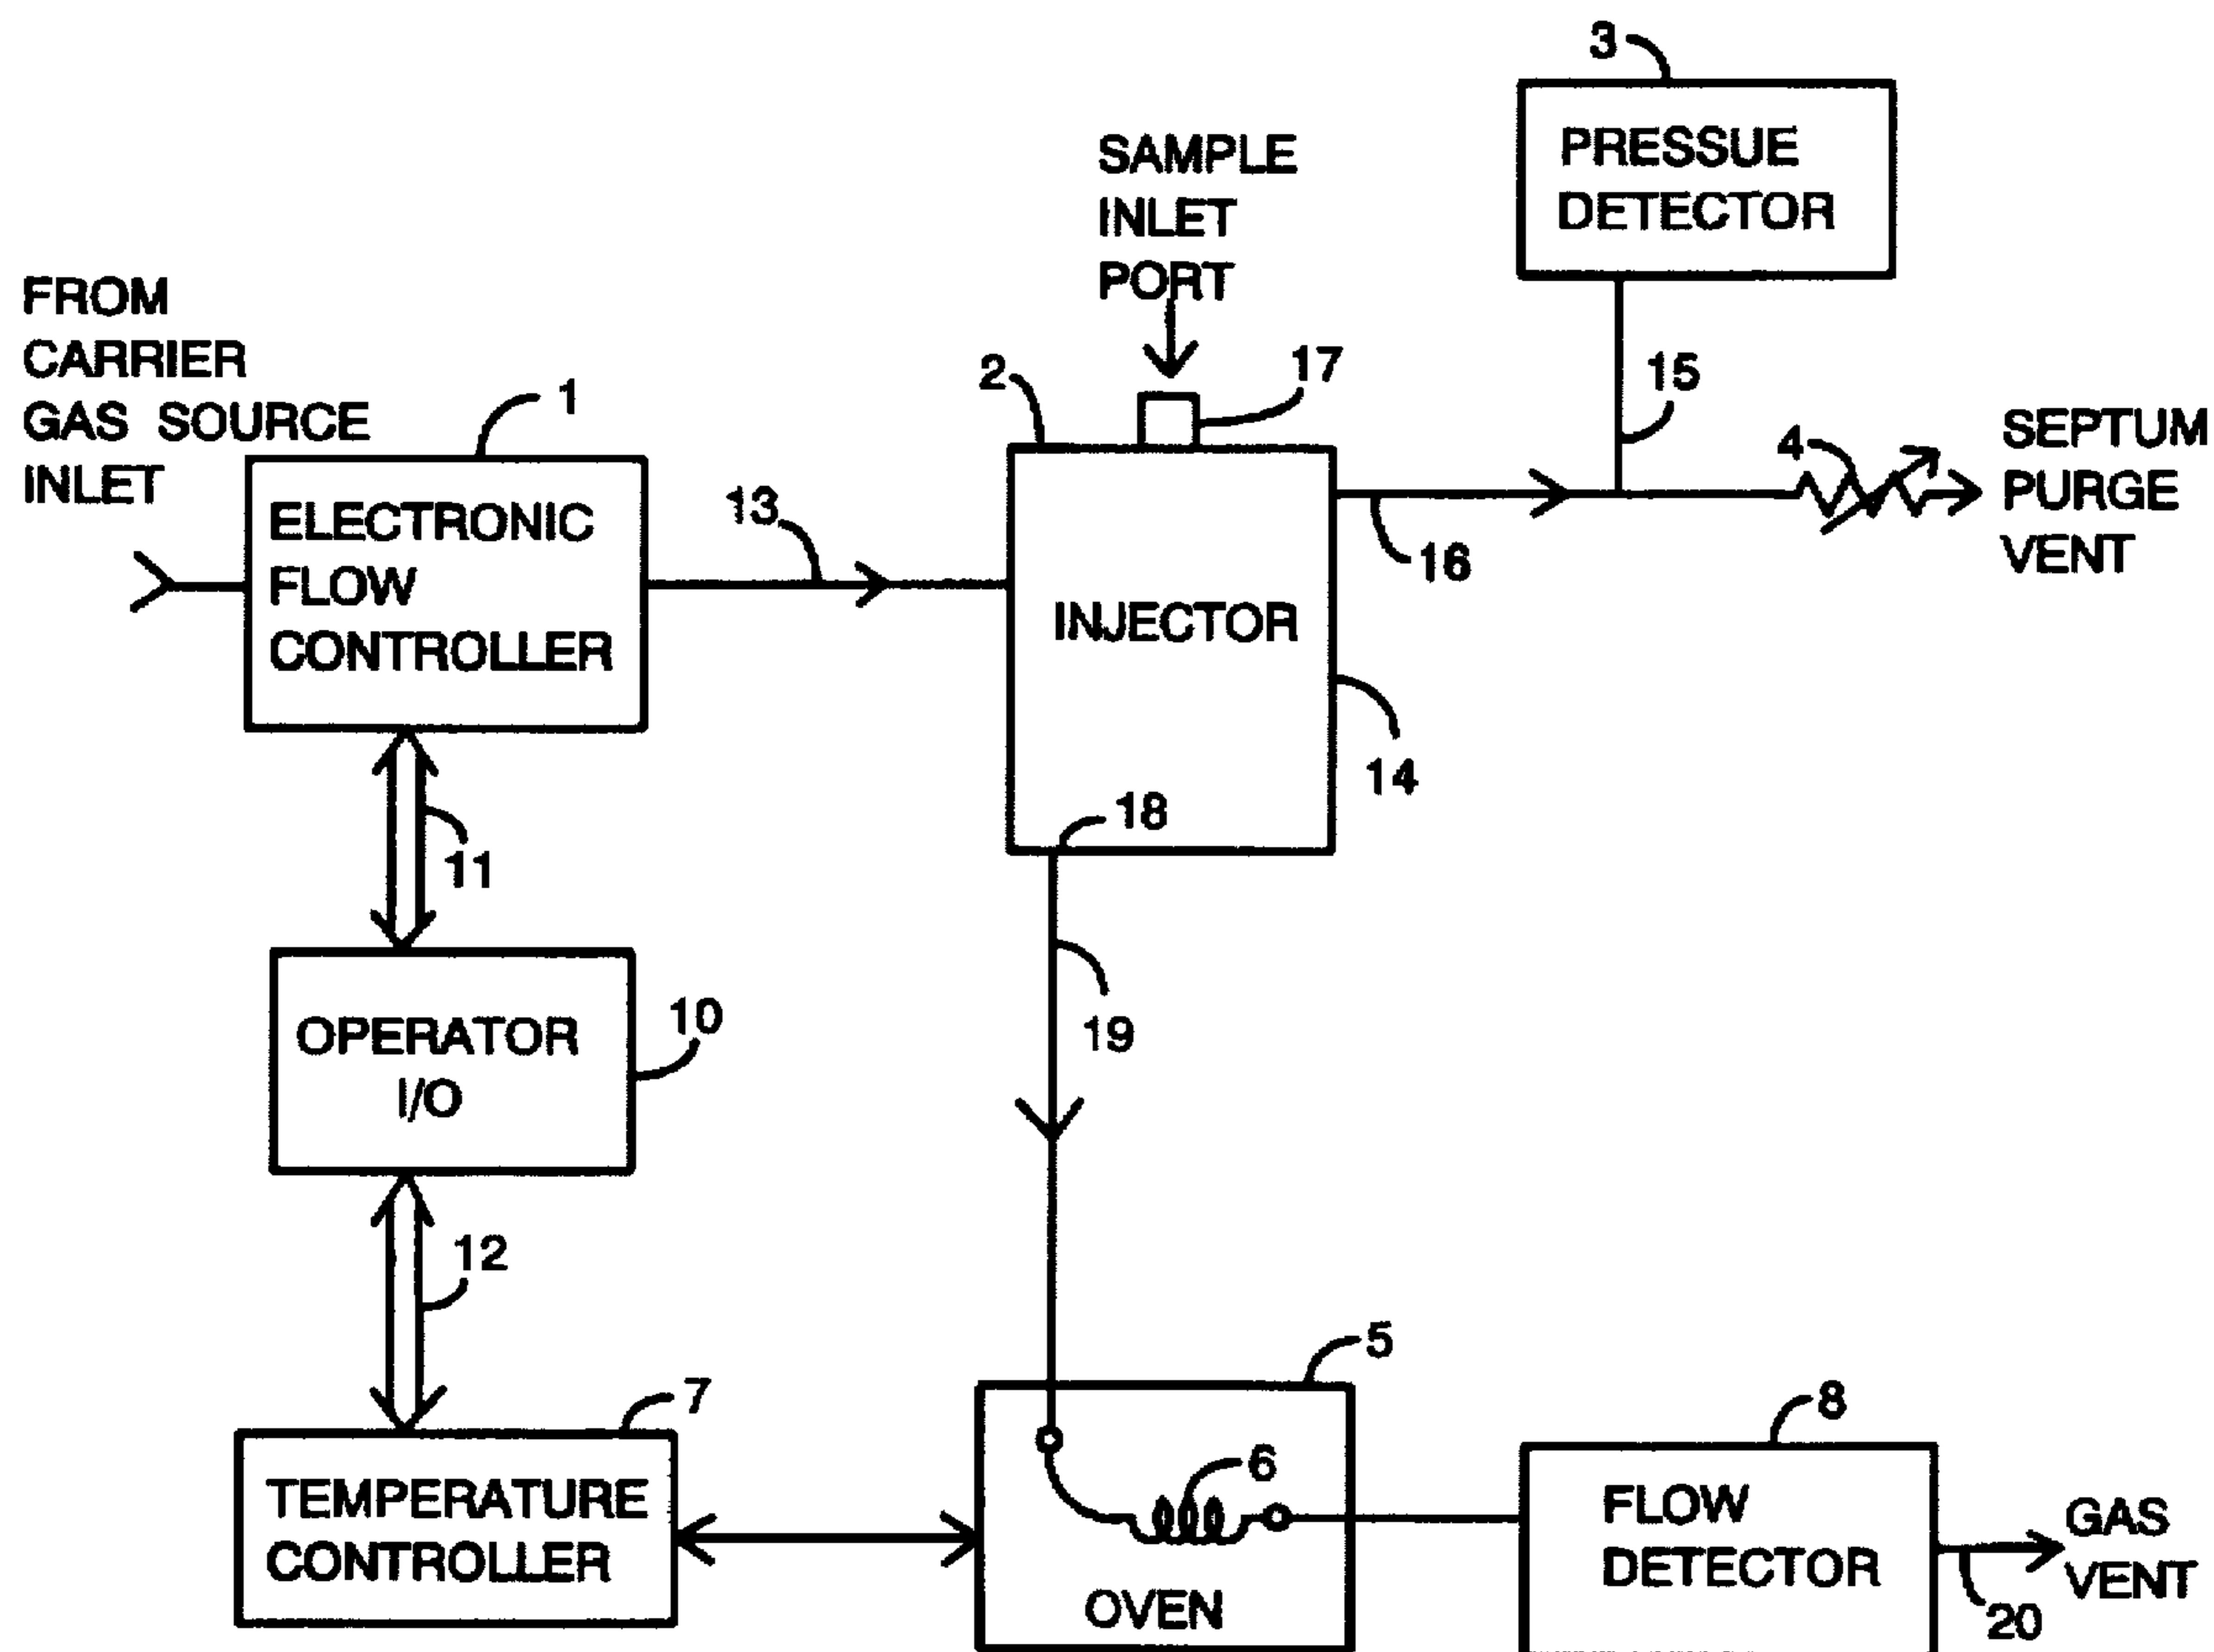 3
PRESSUE
DETECTOR
SAMPLE
INLET
PORT
FROM
CARRIER
GAS SOURCE
INLET
1
2
17
15
4
SEPTUM
PURGE
VENT
ELECTRONIC
FLOW
CONTROLLER
13
16
INJECTOR
14
18
11
10
OPERATOR
I/O
19
12
5
7
8
6
TEMPERATURE
CONTROLLER
OVEN
FLOW
DETECTOR
GAS
VENT
20